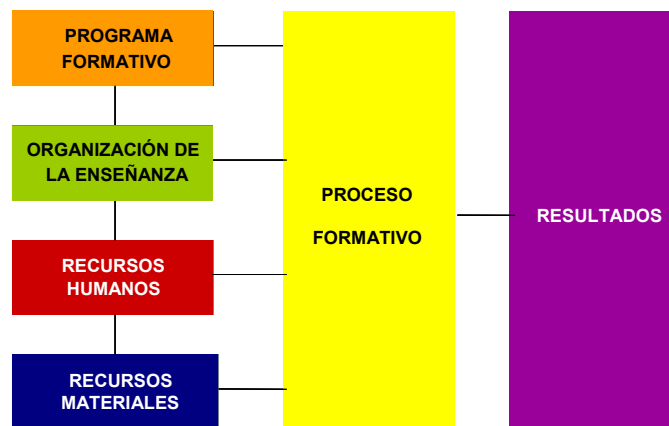 PROGRAMA
FORMATIVO
ORGANIZACIÓN DE
LA ENSEÑANZA
RECURSOS
HUMANOS
RECURSOS
MATERIALES
PROCESO
FORMATIVO
RESULTADOS